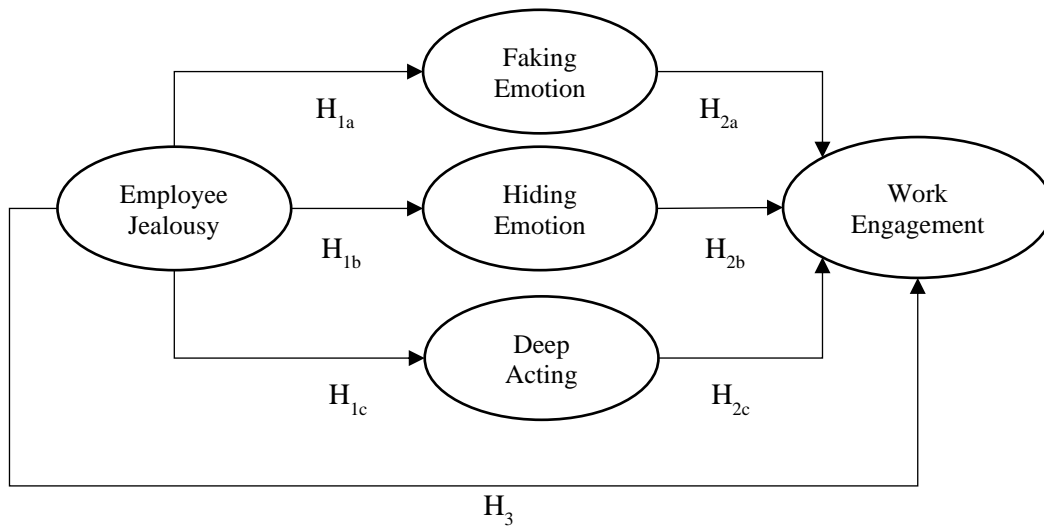 Faking
Emotion
H1a
H2a
Employee
Jealousy
Hiding
Emotion
Work
Engagement
H1b
H2b
Deep
Acting
H1c
H2c
H3